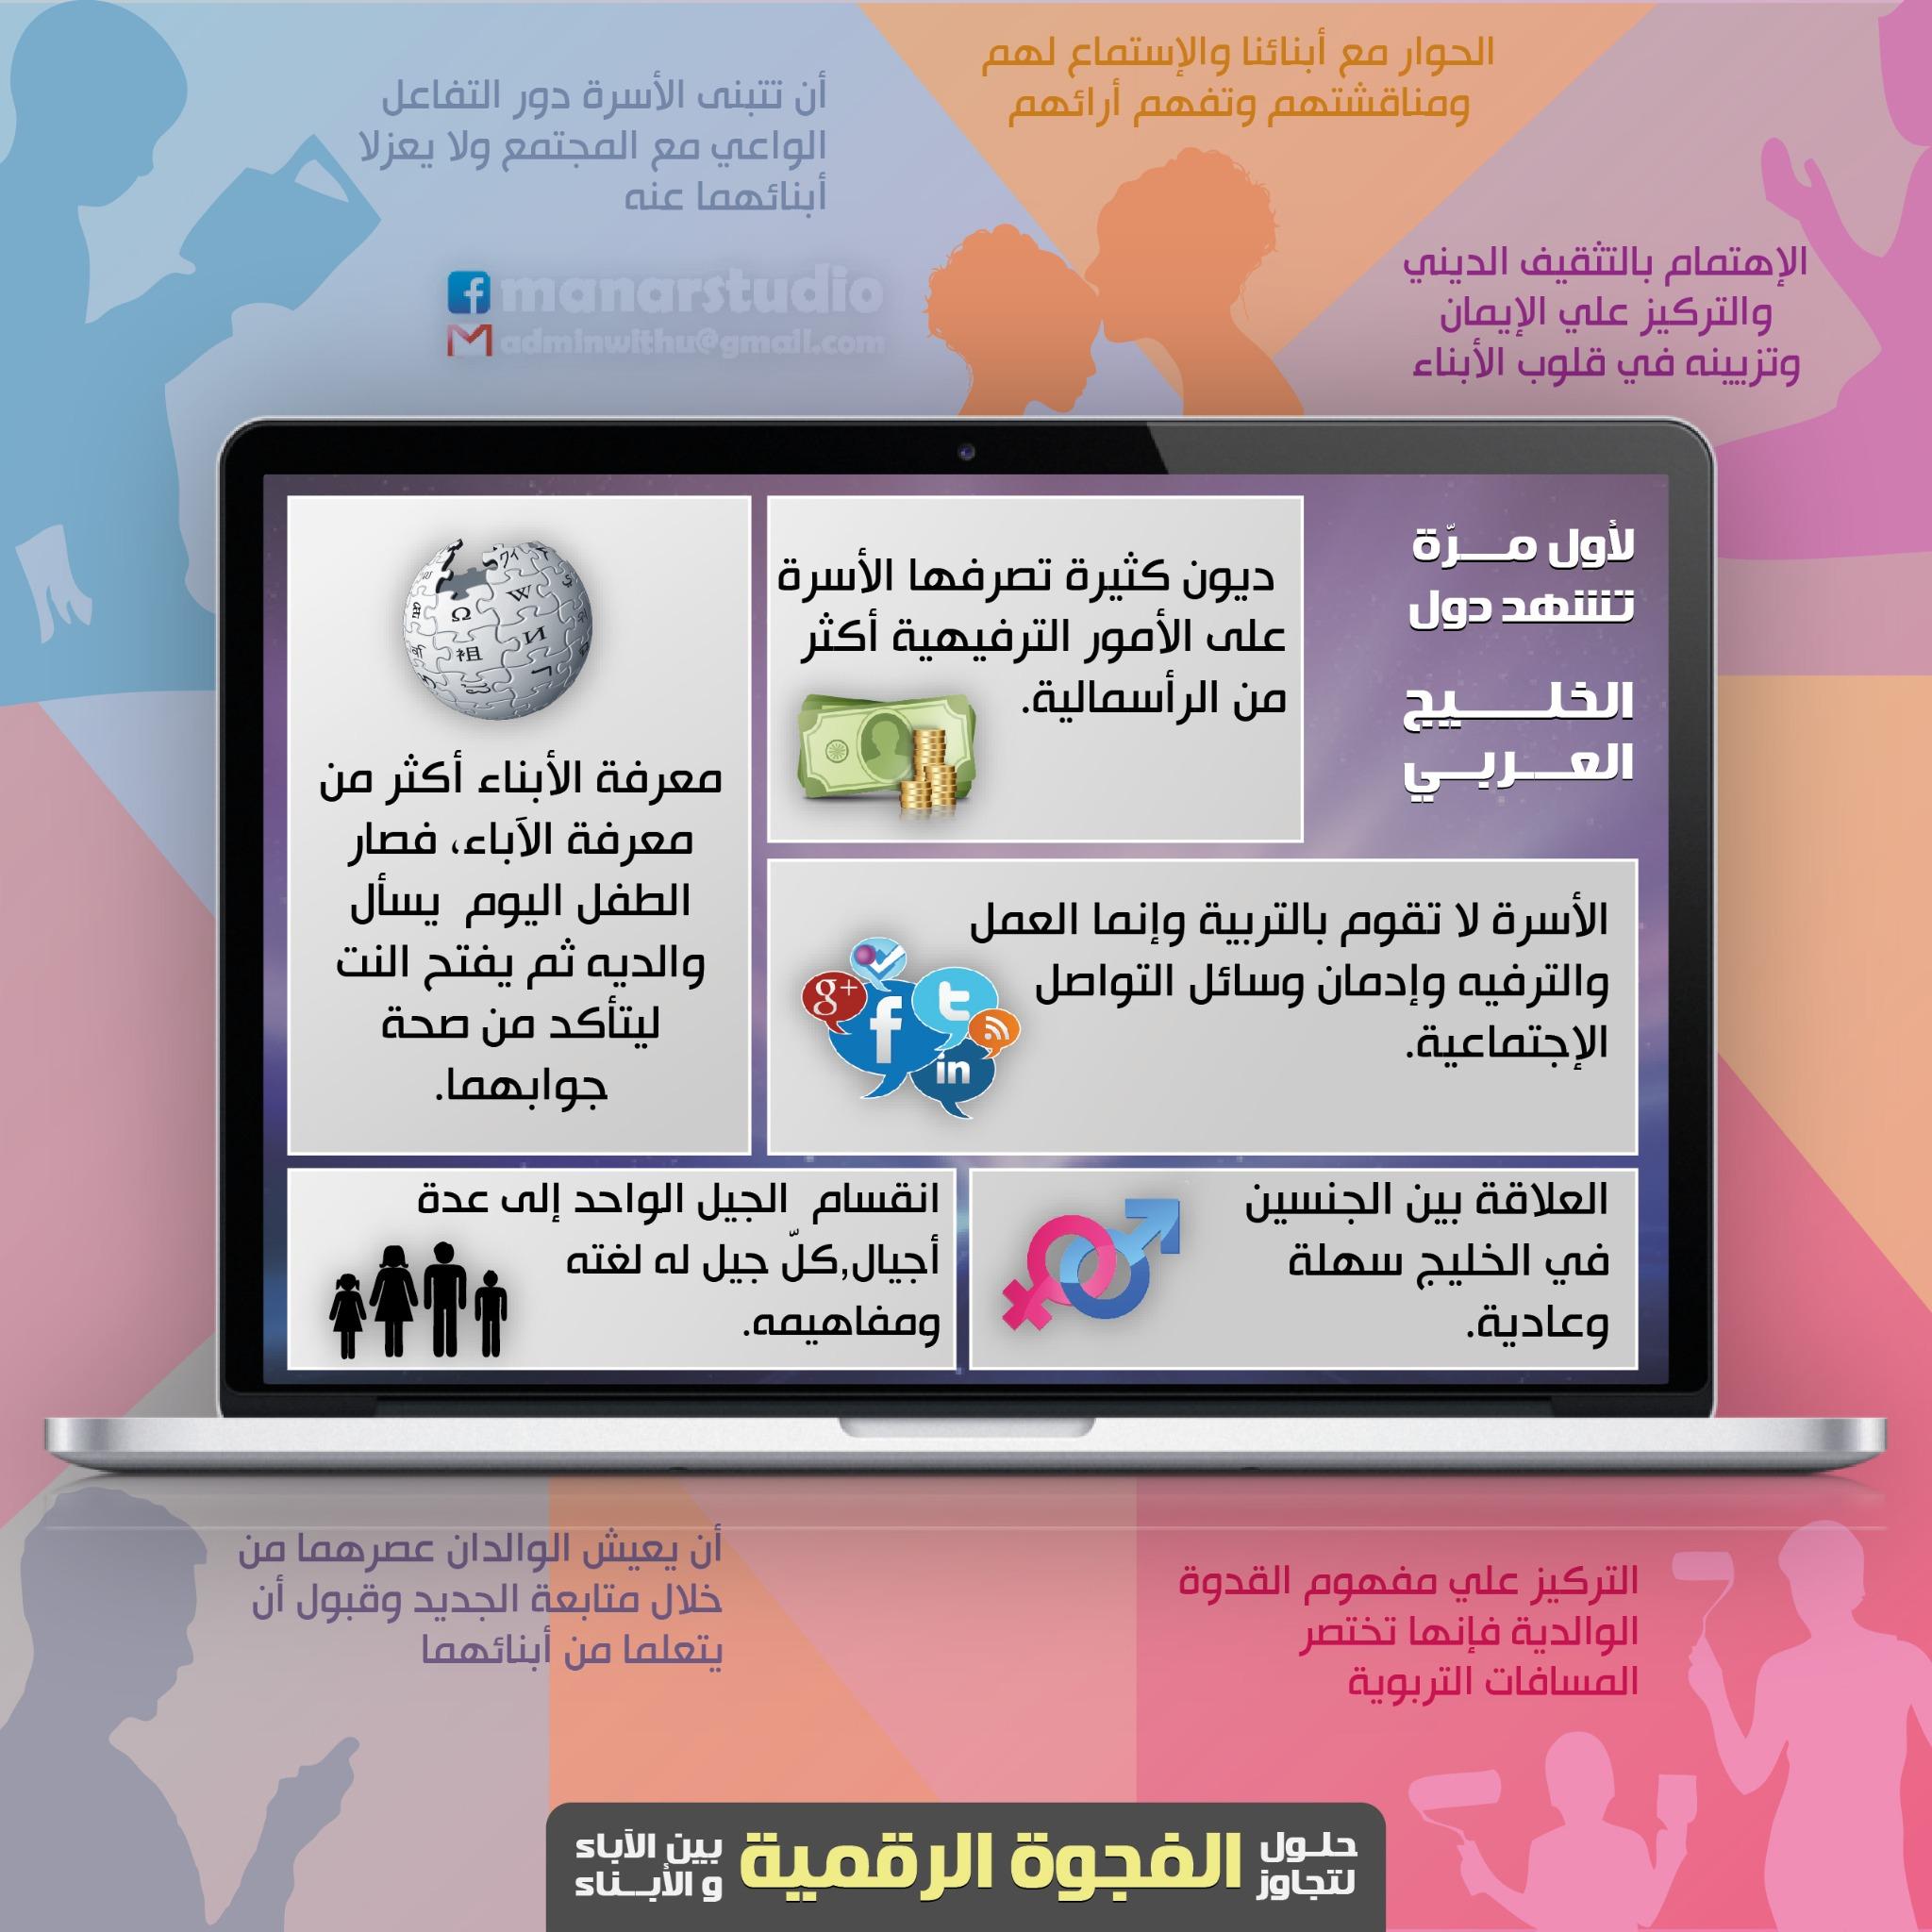 الحوار مع أبنائنا والإستماع لهم
ومناقشتهم وتفهم أرائهم
أن تتبنى الأسرة دور التفاعل
الواعي مع المجتمع ولا يعزلا
أبنائهما عنه
manarstudio
adminwithu@gmail.com
الإهتمام بالتثقيف الديني
والتركيز علي الإيمان
وتزيينه في قلوب الأبناء
لأول مـــرّة
تشهد دول
الخلـــــيج
العـــربـــي
ديون كثيرة تصرفها الأسرة
على الأمور الترفيهية أكثر
من الرأسمالية.
معرفة الأبناء أكثر من
معرفة الآباء، فصار
الطفل اليوم يسأل
والديه ثم يفتح النت
ليتأكد من صحة
جوابهما.
الأسرة لا تقوم بالتربية وإنما العمل
والترفيه وإدمان وسائل التواصل
الإجتماعية.
العلاقة بين الجنسين
في الخليج سهلة
وعادية.
انقسام الجيل الواحد إلى عدة
أجيال,كلّ جيل له لغته
ومفاهيمه.
التركيز علي مفهوم القدوة
الوالدية فإنها تختصر
المسافات التربوية
أن يعيش الوالدان عصرهما من
خلال متابعة الجديد وقبول أن
يتعلما من أبنائهما
حلـول
لتجاوز
الفجوة الرقمية
بين الآباء
و الأبـــناء